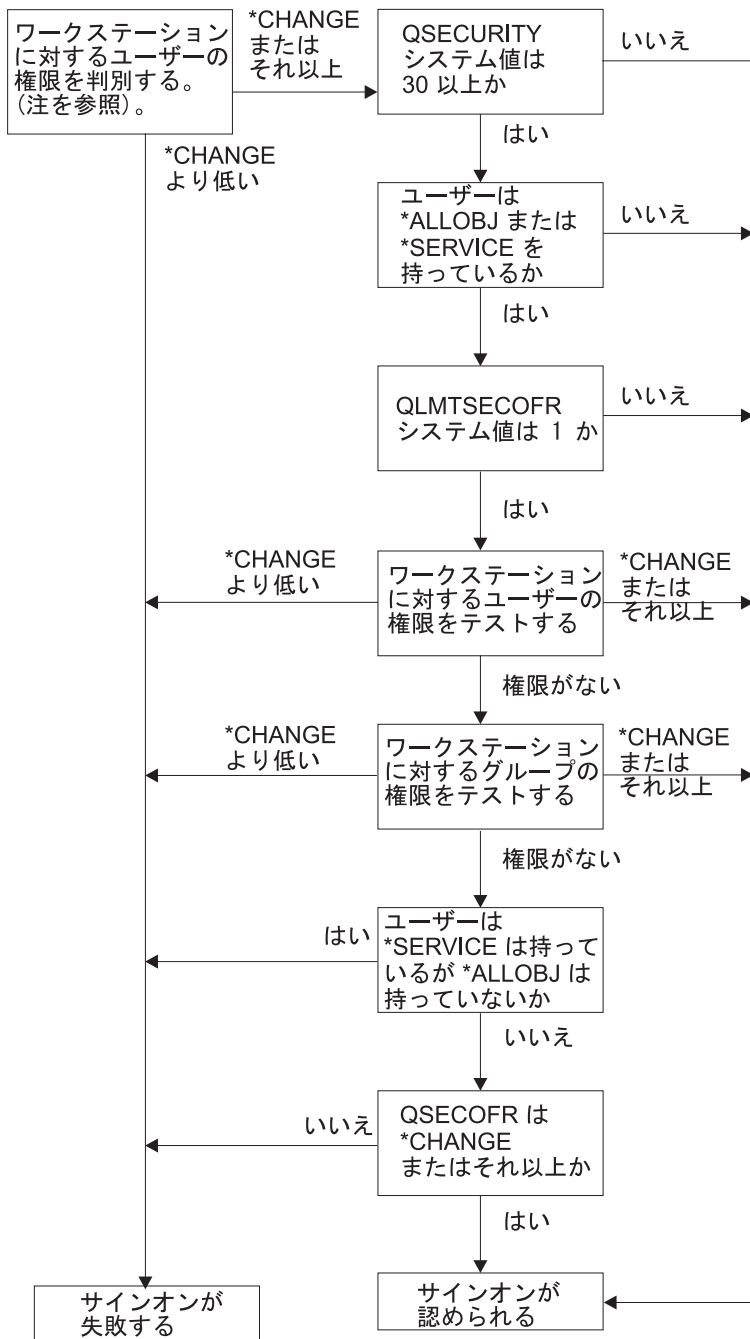 ワークステーション
に対するユーザーの
権限を判別する。
(注を参照)。
*CHANGE
または
それ以上
QSECURITY
システム値は
30 以上か
いいえ
*CHANGE
より低い
はい
ユーザーは
*ALLOBJ または
*SERVICE を
持っているか
いいえ
はい
QLMTSECOFR
システム値は 1 か
いいえ
はい
*CHANGE
より低い
ワークステーション
に対するユーザーの
権限をテストする
*CHANGE
または
それ以上
権限がない
*CHANGE
より低い
ワークステーション
に対するグループの
権限をテストする
*CHANGE
または
それ以上
権限がない
はい
ユーザーは
*SERVICE は持って
いるが *ALLOBJ は
持っていないか
いいえ
いいえ
QSECOFR は
*CHANGE
またはそれ以上か
はい
サインオンが
失敗する
サインオンが
認められる